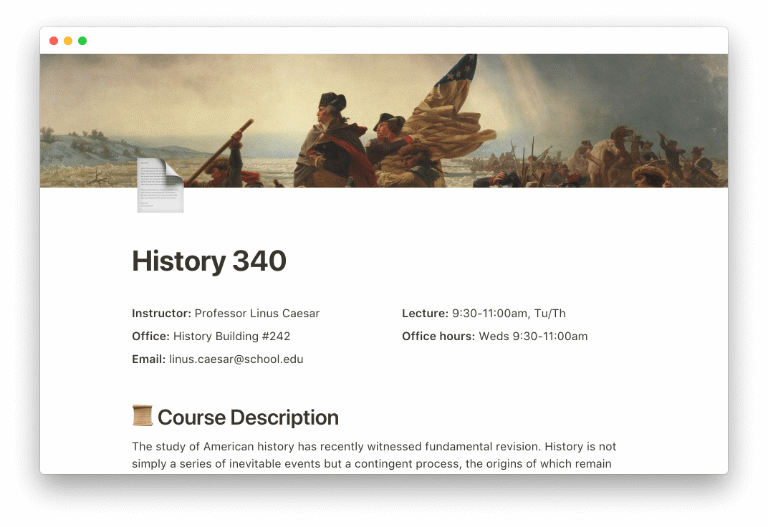 History 340
Instructor: Professor Linus Caesar
Lecture: 9:30-11:00am, Tu/Th
Office: History Building #242
Office hours: Weds 9:30-11:00am
Email: linus.caesar@school.edu
Course Description
The study of American history has recently witnessed fundamental revision. History is not
simply a series of inevitable events but a contingent process, the origins of which remain